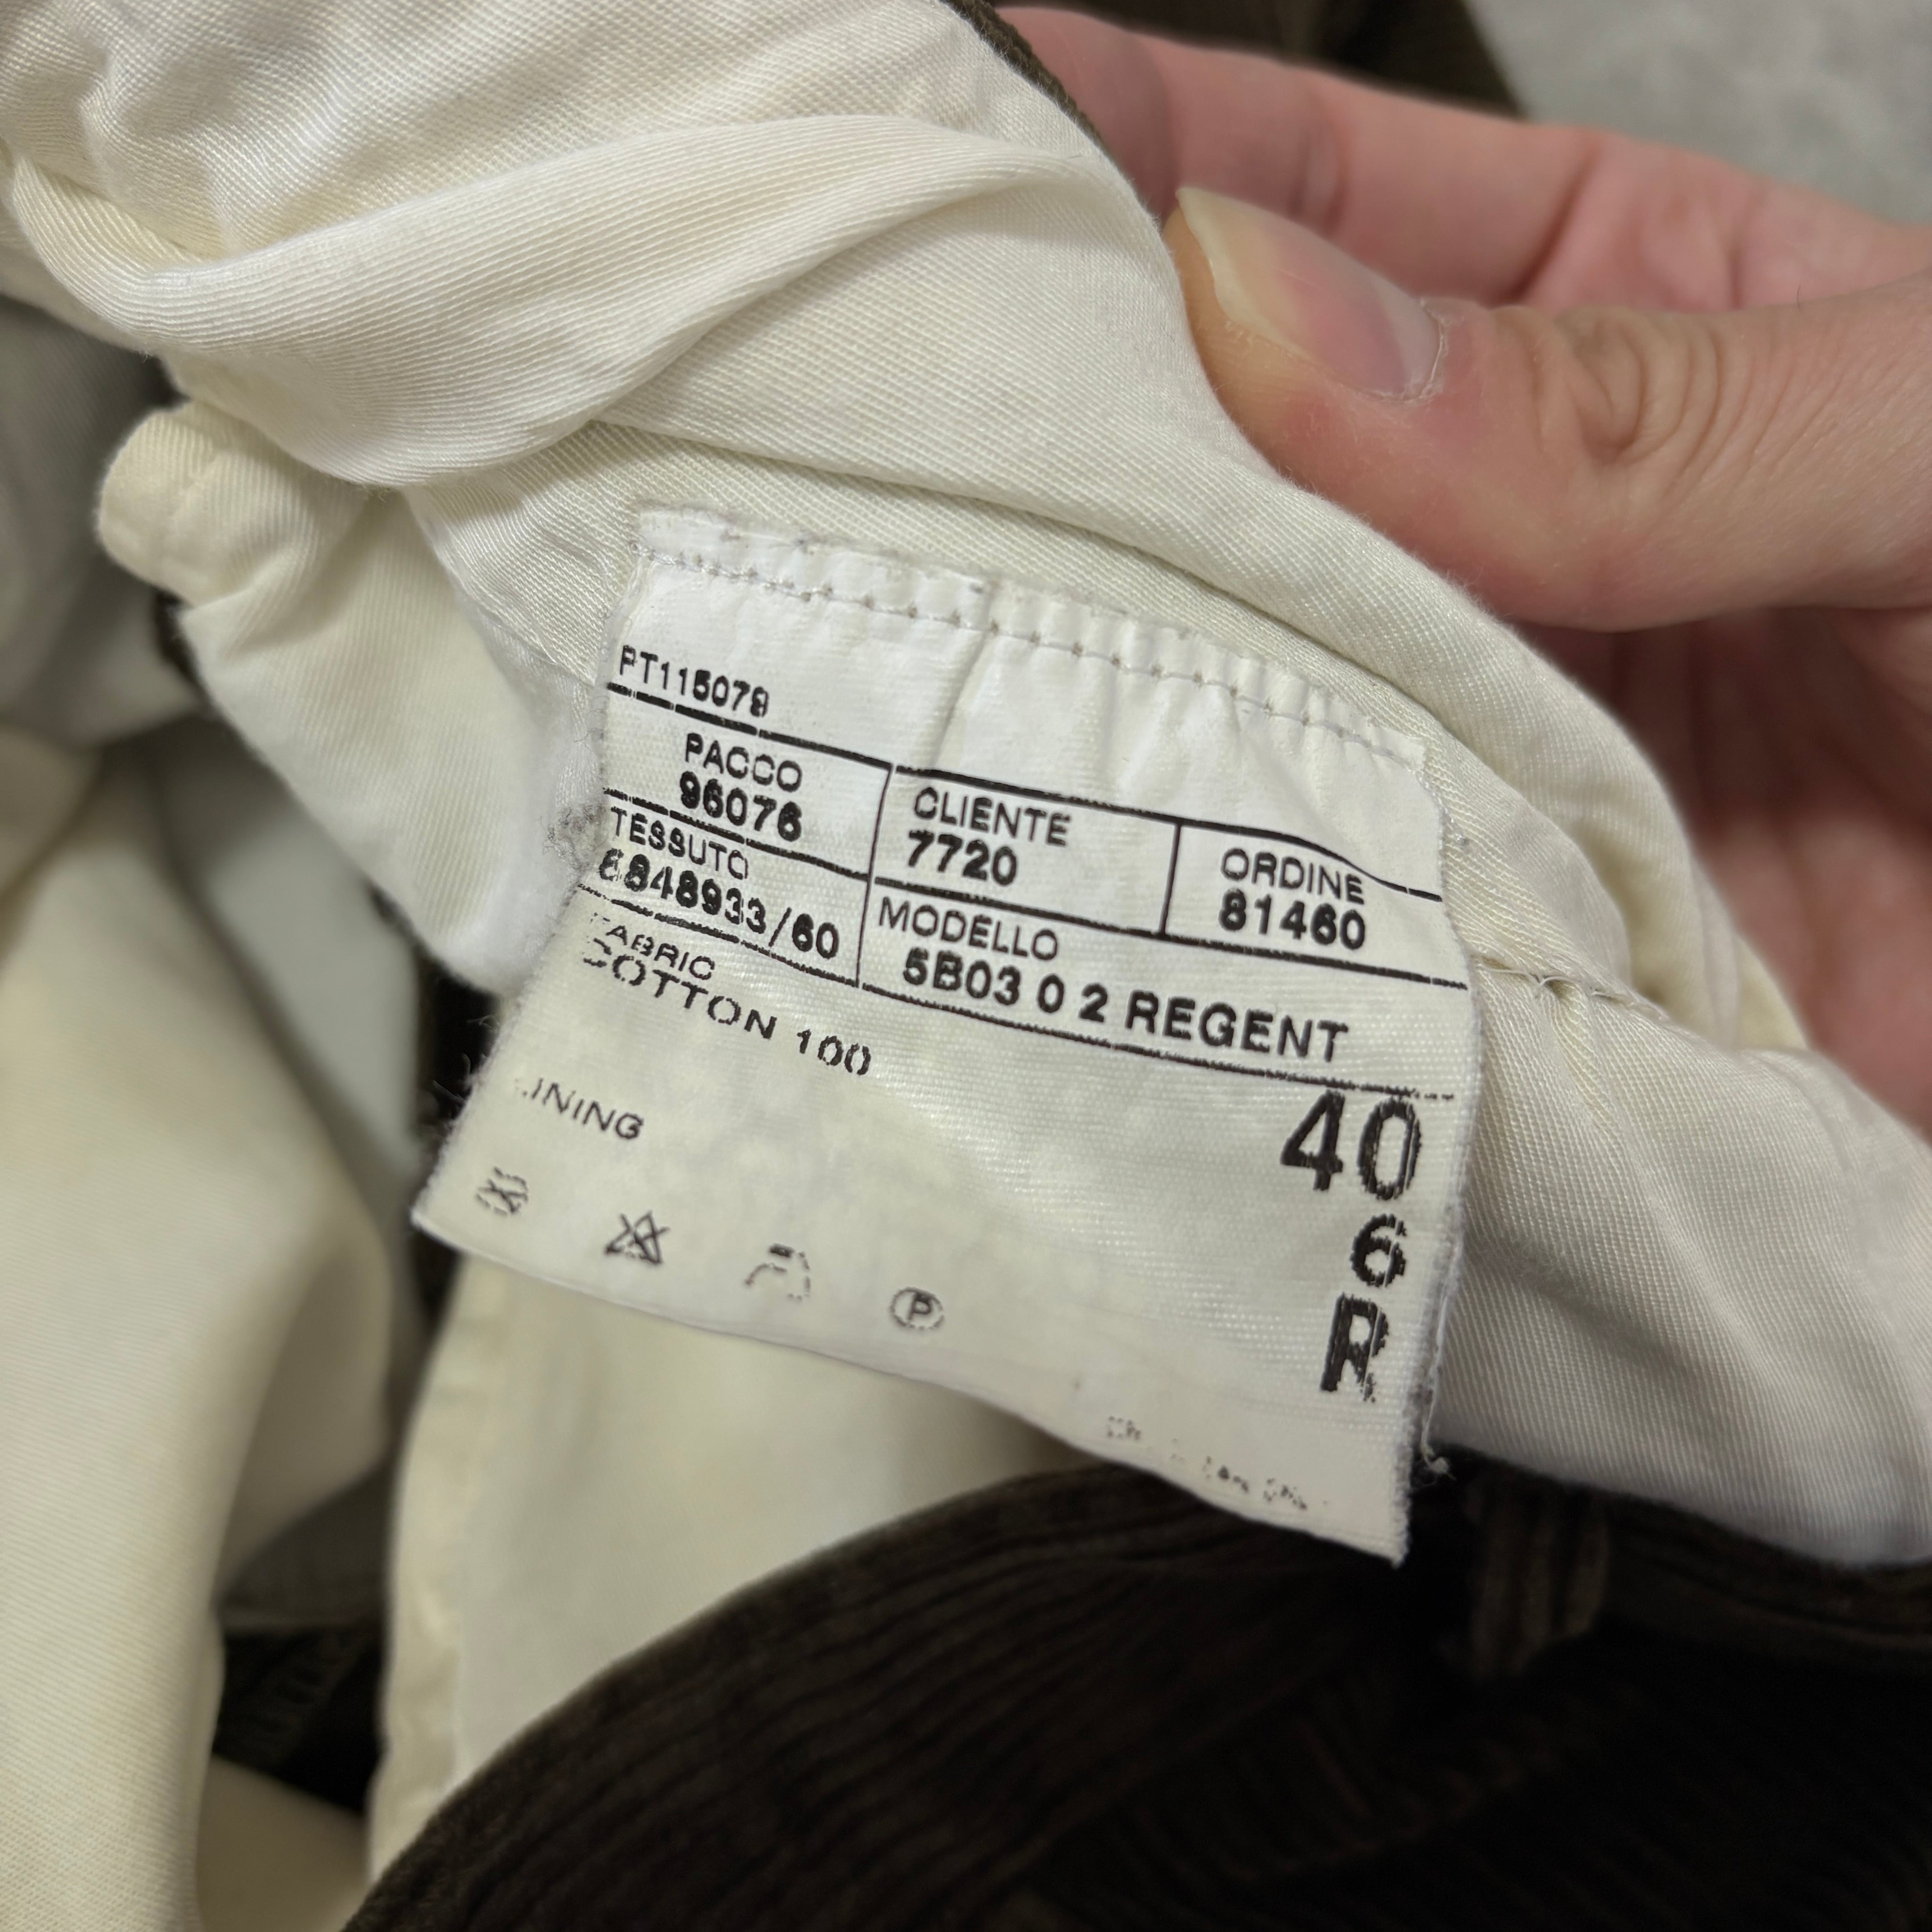 PT115079
PACCO
96076
CLIENTE
7720
ORDINE
81460
TESSUTO
6848933/60
MODELLO
5B03 0 2 REGENT
FABRIC
COTTON 100
LINING
40
6
R
P